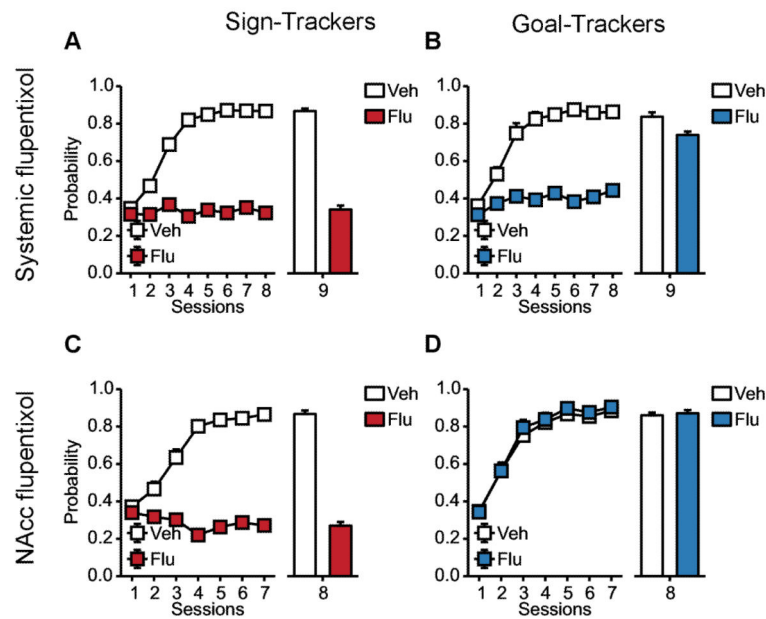 Sign-Trackers
Goal-Trackers
Systemic flupentixol
NAcc flupentixol
A
Probability
1.0
0.8
0.6
0.4
0.2
0.0
Veh
Flu
1 2 3 4 5 6 7 8
Sessions
9
Veh
Flu
B
Probability
1.0
0.8
0.6
0.4
0.2
0.0
Veh
Flu
1 2 3 4 5 6 7 8
Sessions
9
Veh
Flu
C
Probability
1.0
0.8
0.6
0.4
0.2
0.0
Veh
Flu
1 2 3 4 5 6 7
Sessions
8
Veh
Flu
D
Probability
1.0
0.8
0.6
0.4
0.2
0.0
Veh
Flu
1 2 3 4 5 6 7
Sessions
8
Veh
Flu